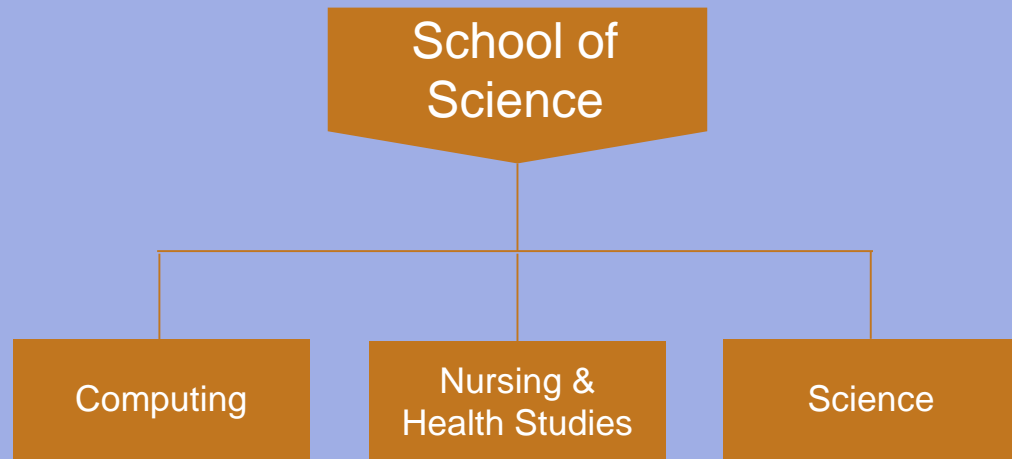 School of
Science
Computing
Nursing &
Health Studies
Science